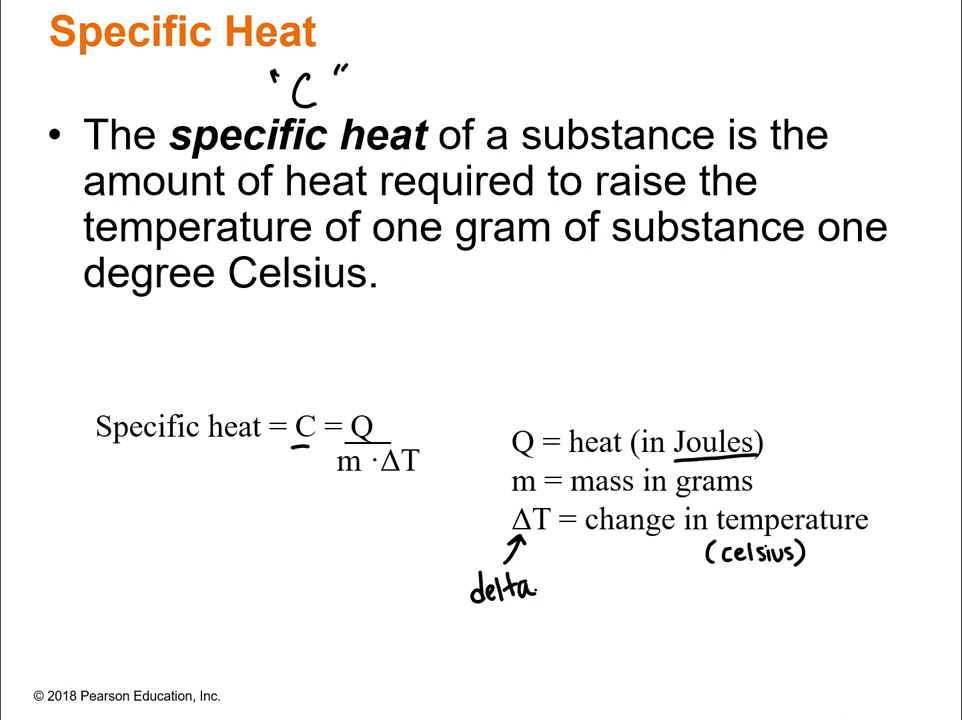 Specific Heat
"C"
• The specific heat of a substance is the
amount of heat required to raise the
temperature of one gram of substance one
degree Celsius.
Specific heat = C = Q
m ·ΔT
Q = heat (in Joules)
m = mass in grams
ΔT = change in temperature
(celsius)
delta.
© 2018 Pearson Education, Inc.